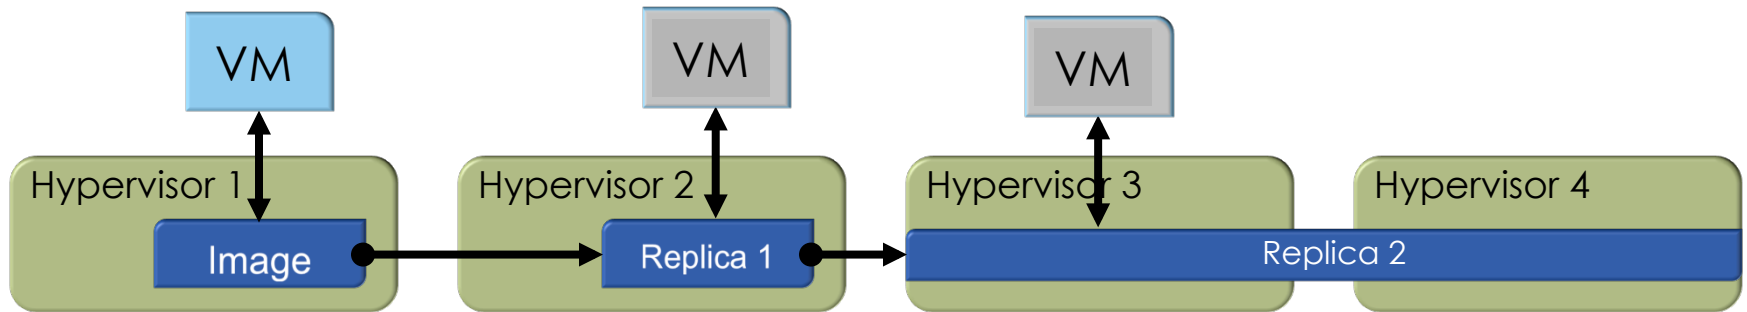 VM
VM
VM
Hypervisor 1
Hypervisor 2
Hypervisor 3
Hypervisor 4
Image
Replica 1
Replica 2